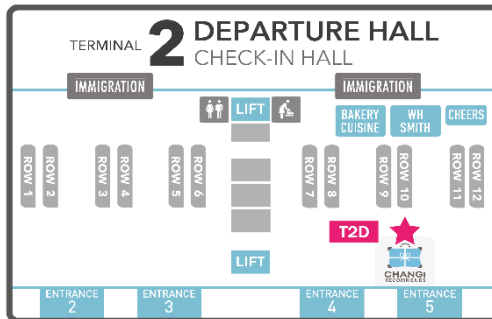 TERMINAL 2 DEPARTURE HALL
CHECK-IN HALL
IMMIGRATION
IMMIGRATION
LIFT
BAKERY
CUISINE
WH
SMITH
CHEERS
ROW 1
ROW 2
ROW 3
ROW 4
ROW 5
ROW 6
ROW 7
ROW 8
ROW 9
ROW 10
ROW 11
ROW 12
T2D
LIFT
CHANGI
RECOMMENDS
ENTRANCE
2
ENTRANCE
3
ENTRANCE
4
ENTRANCE
5